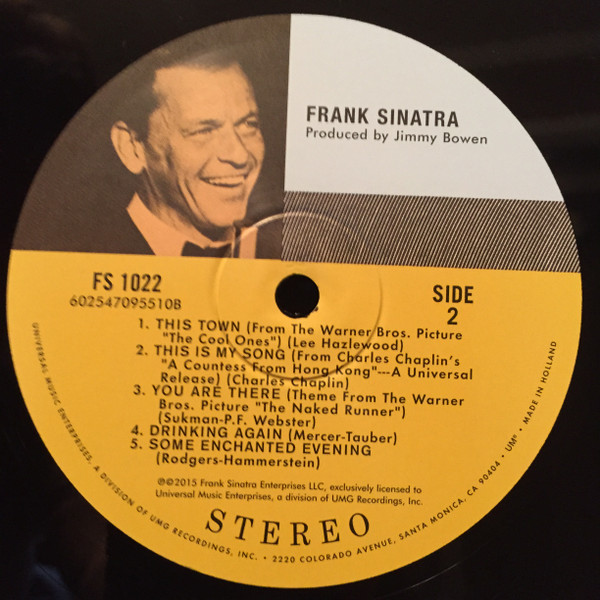 FRANK SINATRA
Produced by Jimmy Bowen
FS 1022
602547095510B
SIDE
2
1. THIS TOWN (From The Warner Bros. Picture
"The Cool Ones") (Lee Hazlewood)
2. THIS IS MY SONG (From Charles Chaplin's
"A Countess From Hong Kong"---A Universal
Release) (Charles Chaplin)
3. YOU ARE THERE (Theme From The Warner
Bros. Picture "The Naked Runner")
(Sukman-P.F. Webster)
4. DRINKING AGAIN (Mercer-Tauber)
5. SOME ENCHANTED EVENING
(Rodgers-Hammerstein)
℗©2015 Frank Sinatra Enterprises LLC, exclusively licensed to
Universal Music Enterprises, a division of UMG Recordings, Inc.
STEREO
UNIVERSAL MUSIC ENTERPRISES, A DIVISION OF UMG RECORDINGS, INC. • 2220 COLORADO AVENUE, SANTA MONICA, CA 90404 • UM® • MADE IN HOLLAND